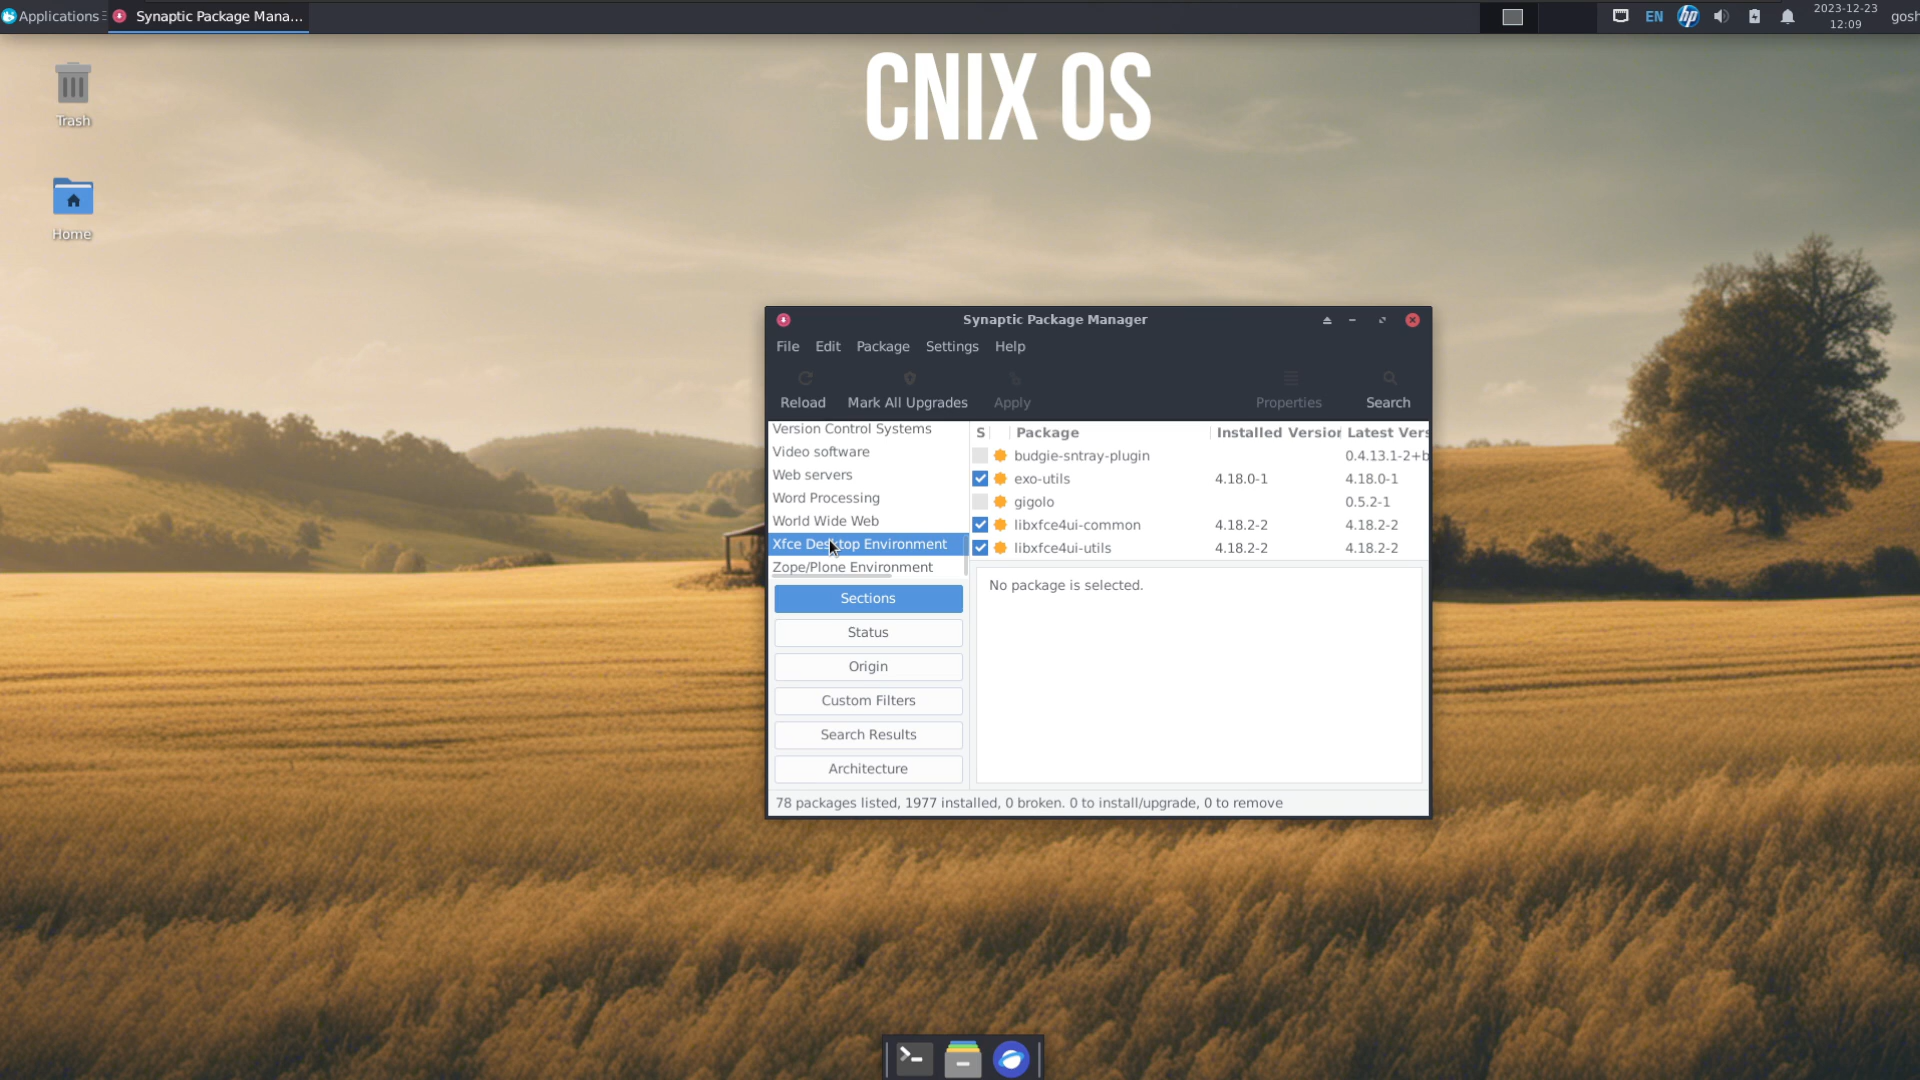 Applications
Synaptic Package Mana...
EN
hp
2023-12-23
12:09
gosh
CNIX OS
Trash
Home
Synaptic Package Manager
File Edit Package Settings Help
Reload Mark All Upgrades Apply Properties Search
Version Control Systems
Video software
Web servers
Word Processing
World Wide Web
Xfce Desktop Environment
Zope/Plone Environment
S Package Installed Version Latest Vers
budgie-sntray-plugin 0.4.13.1-2+b
exo-utils 4.18.0-1 4.18.0-1
gigolo 0.5.2-1
libxfce4ui-common 4.18.2-2 4.18.2-2
libxfce4ui-utils 4.18.2-2 4.18.2-2
No package is selected.
Sections
Status
Origin
Custom Filters
Search Results
Architecture
78 packages listed, 1977 installed, 0 broken. 0 to install/upgrade, 0 to remove